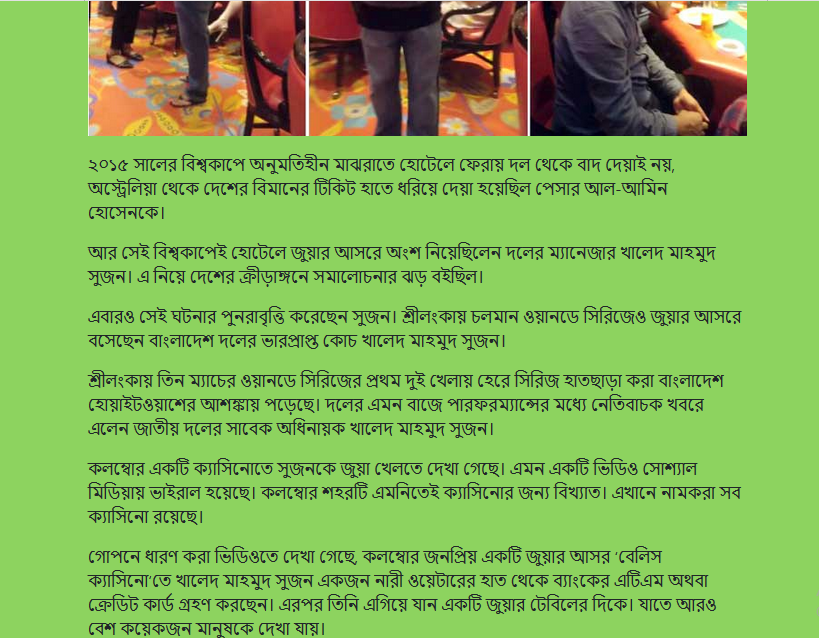 ২০১৫ সালের বিশ্বকাপে অনুমতিহীন মাঝরাতে হোটেলে ফেরায় দল থেকে বাদ দেয়াই নয়,
অস্ট্রেলিয়া থেকে দেশের বিমানের টিকিট হাতে ধরিয়ে দেয়া হয়েছিল পেসার আল-আমিন
হোসেনকে।
আর সেই বিশ্বকাপেই হোটেলে জুয়ার আসরে অংশ নিয়েছিলেন দলের ম্যানেজার খালেদ মাহমুদ
সুজন। এ নিয়ে দেশের ক্রীড়াঙ্গনে সমালোচনার ঝড় বইছিল।
এবারও সেই ঘটনার পুনরাবৃত্তি করেছেন সুজন। শ্রীলংকায় চলমান ওয়ানডে সিরিজেও জুয়ার আসরে
বসেছেন বাংলাদেশ দলের ভারপ্রাপ্ত কোচ খালেদ মাহমুদ সুজন।
শ্রীলংকায় তিন ম্যাচের ওয়ানডে সিরিজের প্রথম দুই খেলায় হেরে সিরিজ হাতছাড়া করা বাংলাদেশ
হোয়াইটওয়াশের আশঙ্কায় পড়েছে। দলের এমন বাজে পারফরম্যান্সের মধ্যে নেতিবাচক খবরে
এলেন জাতীয় দলের সাবেক অধিনায়ক খালেদ মাহমুদ সুজন।
কলম্বোর একটি ক্যাসিনোতে সুজনকে জুয়া খেলতে দেখা গেছে। এমন একটি ভিডিও সোশ্যাল
মিডিয়ায় ভাইরাল হয়েছে। কলম্বোর শহরটি এমনিতেই ক্যাসিনোর জন্য বিখ্যাত। এখানে নামকরা সব
ক্যাসিনো রয়েছে।
গোপনে ধারণ করা ভিডিওতে দেখা গেছে, কলম্বোর জনপ্রিয় একটি জুয়ার আসর 'বেলিস
ক্যাসিনো'তে খালেদ মাহমুদ সুজন একজন নারী ওয়েটারের হাত থেকে ব্যাংকের এটিএম অথবা
ক্রেডিট কার্ড গ্রহণ করছেন। এরপর তিনি এগিয়ে যান একটি জুয়ার টেবিলের দিকে। যাতে আরও
বেশ কয়েকজন মানুষকে দেখা যায়।